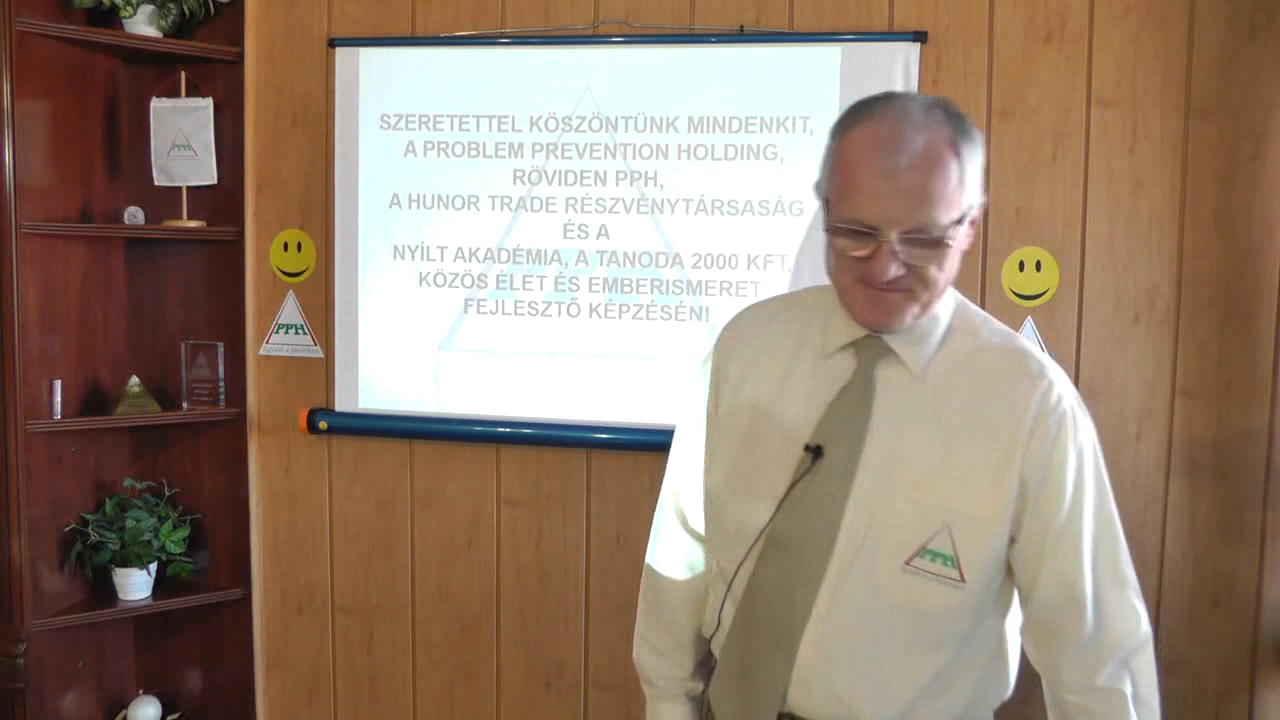 SZERETETTEL KÖSZÖNTÜNK MINDENKIT,
A PROBLEM PREVENTION HOLDING,
RÖVIDEN PPH,
A HUNOR TRADE RÉSZVÉNYTÁRSASÁG
ÉS A
NYÍLT AKADÉMIA, A TANODA 2000 KFT.
KÖZÖS ÉLET ÉS EMBERISMERET
FEJLESZTŐ KÉPZÉSÉN!
PPH
PPH
PPH